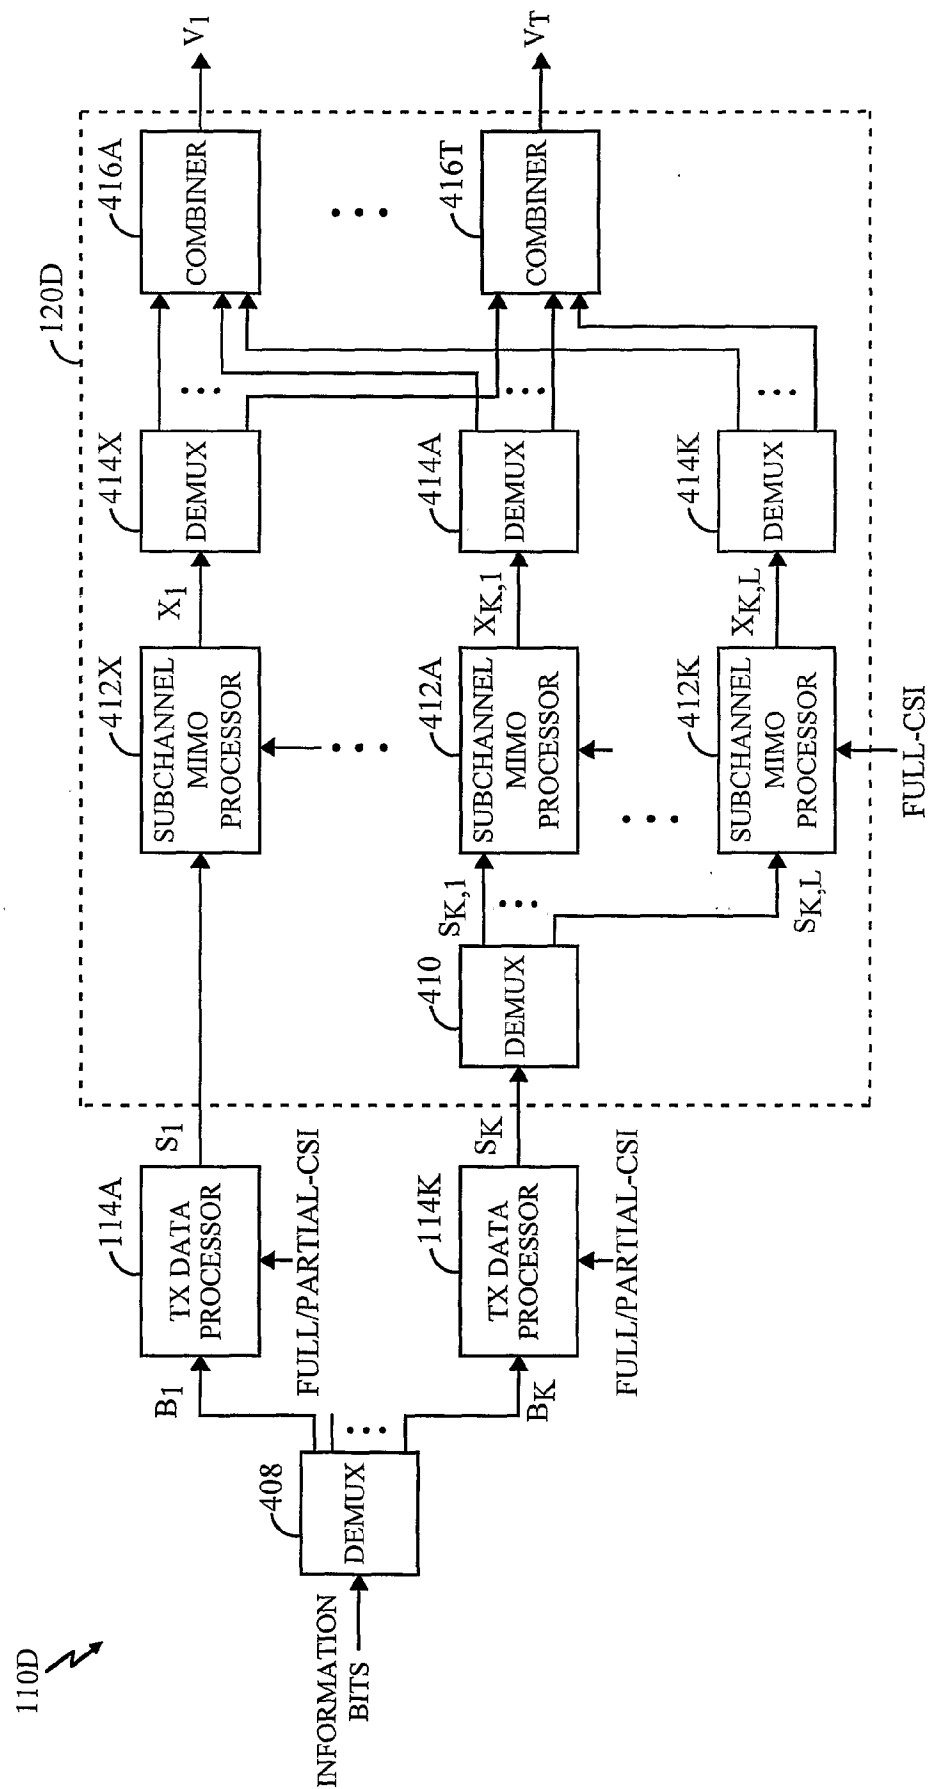 110D
INFORMATION
BITS
408
DEMUX
B1
BK
114A
TX DATA
PROCESSOR
FULL/PARTIAL-CSI
S1
114K
TX DATA
PROCESSOR
FULL/PARTIAL-CSI
SK
120D
410
DEMUX
SK,1
SK,L
412X
SUBCHANNEL
MIMO
PROCESSOR
X1
412A
SUBCHANNEL
MIMO
PROCESSOR
XK,1
412K
SUBCHANNEL
MIMO
PROCESSOR
XK,L
FULL-CSI
414X
DEMUX
414A
DEMUX
414K
DEMUX
416A
COMBINER
V1
416T
COMBINER
VT